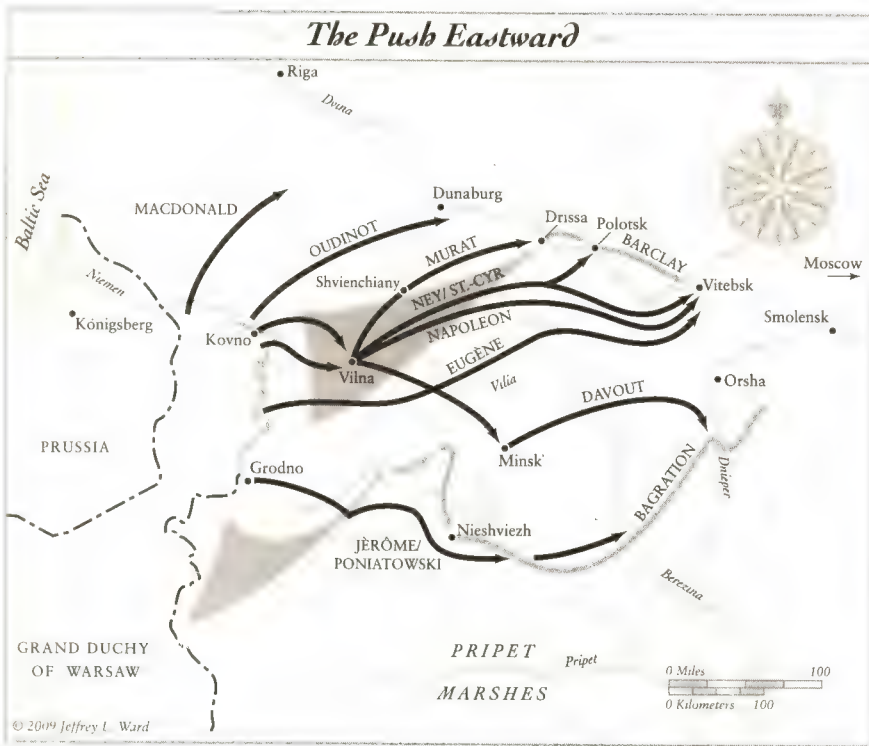 The Push Eastward
Riga
Dvina
Baltic Sea
MACDONALD
Dunaburg
OUDINOT
Drissa
Polotsk
MURAT
BARCLAY
Niemen
Shvienchiany
NEY/ ST.-CYR
Vitebsk
Moscow
Königsberg
Kovno
NAPOLEON
Smolensk
EUGÈNE
Vilna
Vilia
DAVOUT
Orsha
PRUSSIA
Minsk
Grodno
BAGRATION
Dnieper
Nieshviezh
JÈRÔME/
PONIATOWSKI
Berezina
GRAND DUCHY
OF WARSAW
PRIPET
MARSHES
Pripet
0 Miles 100
0 Kilometers 100
© 2009 Jeffrey L. Ward